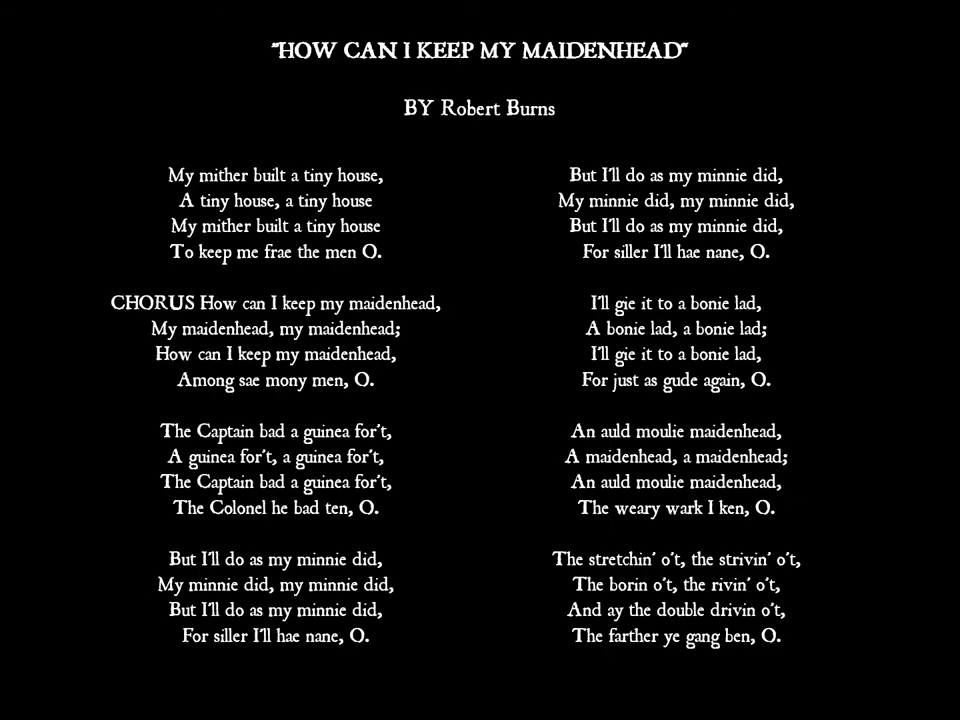 "HOW CAN I KEEP MY MAIDENHEAD"
BY Robert Burns
My mither built a tiny house,
A tiny house, a tiny house
My mither built a tiny house
To keep me frae the men O.
CHORUS How can I keep my maidenhead,
My maidenhead, my maidenhead;
How can I keep my maidenhead,
Among sae mony men, O.
The Captain bad a guinea for't,
A guinea for't, a guinea for't,
The Captain bad a guinea for't,
The Colonel he bad ten, O.
But I'll do as my minnie did,
My minnie did, my minnie did,
But I'll do as my minnie did,
For siller I'll hae nane, O.
But I'll do as my minnie did,
My minnie did, my minnie did,
But I'll do as my minnie did,
For siller I'll hae nane, O.
I'll gie it to a bonie lad,
A bonie lad, a bonie lad;
I'll gie it to a bonie lad,
For just as gude again, O.
An auld moulie maidenhead,
A maidenhead, a maidenhead;
An auld moulie maidenhead,
The weary wark I ken, O.
The stretchin' o't, the strivin' o't,
The borin o't, the rivin' o't,
And ay the double drivin o't,
The farther ye gang ben, O.